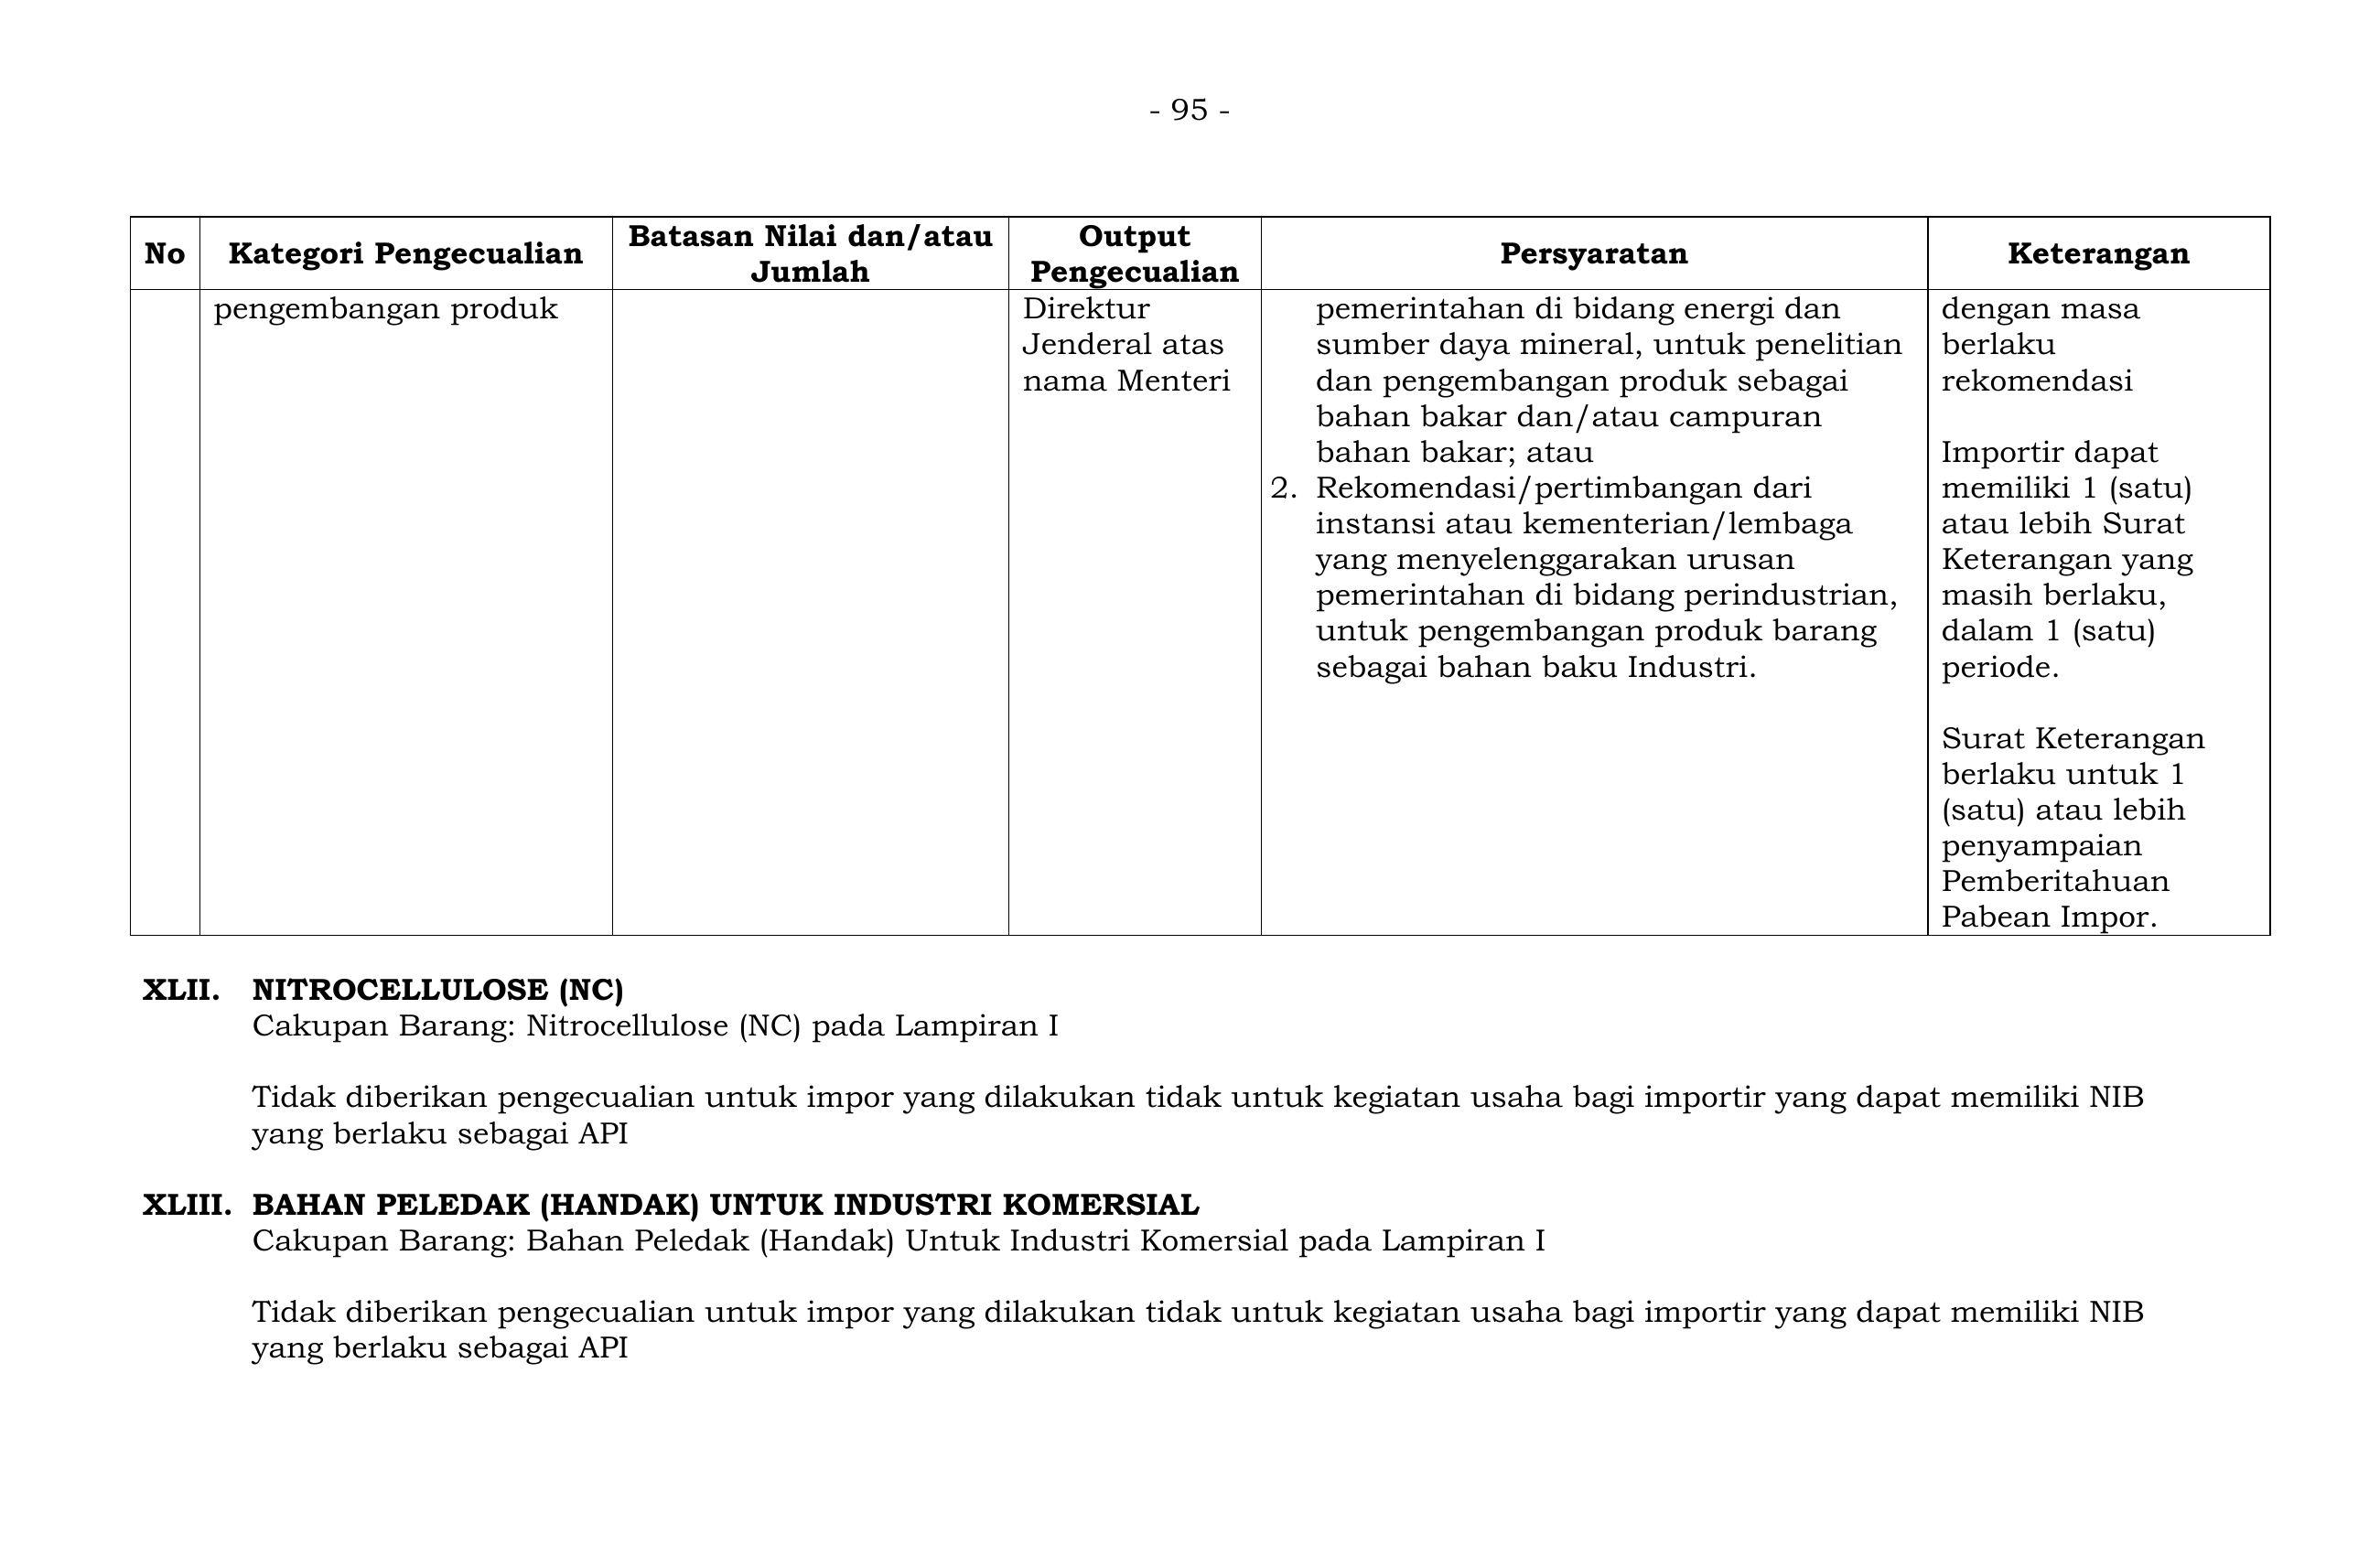 - 95 -
No
Kategori Pengecualian
Batasan Nilai dan/atau
Jumlah
Output
Pengecualian
Persyaratan
Keterangan
pengembangan produk
Direktur
Jenderal atas
nama Menteri
pemerintahan di bidang energi dan
sumber daya mineral, untuk penelitian
dan pengembangan produk sebagai
bahan bakar dan/atau campuran
bahan bakar; atau
2. Rekomendasi/pertimbangan dari
instansi atau kementerian/lembaga
yang menyelenggarakan urusan
pemerintahan di bidang perindustrian,
untuk pengembangan produk barang
sebagai bahan baku Industri.
dengan masa
berlaku
rekomendasi
Importir dapat
memiliki 1 (satu)
atau lebih Surat
Keterangan yang
masih berlaku,
dalam 1 (satu)
periode.
Surat Keterangan
berlaku untuk 1
(satu) atau lebih
penyampaian
Pemberitahuan
Pabean Impor.
XLII. NITROCELLULOSE (NC)
Cakupan Barang: Nitrocellulose (NC) pada Lampiran I
Tidak diberikan pengecualian untuk impor yang dilakukan tidak untuk kegiatan usaha bagi importir yang dapat memiliki NIB
yang berlaku sebagai API
XLIII. BAHAN PELEDAK (HANDAK) UNTUK INDUSTRI KOMERSIAL
Cakupan Barang: Bahan Peledak (Handak) Untuk Industri Komersial pada Lampiran I
Tidak diberikan pengecualian untuk impor yang dilakukan tidak untuk kegiatan usaha bagi importir yang dapat memiliki NIB
yang berlaku sebagai API